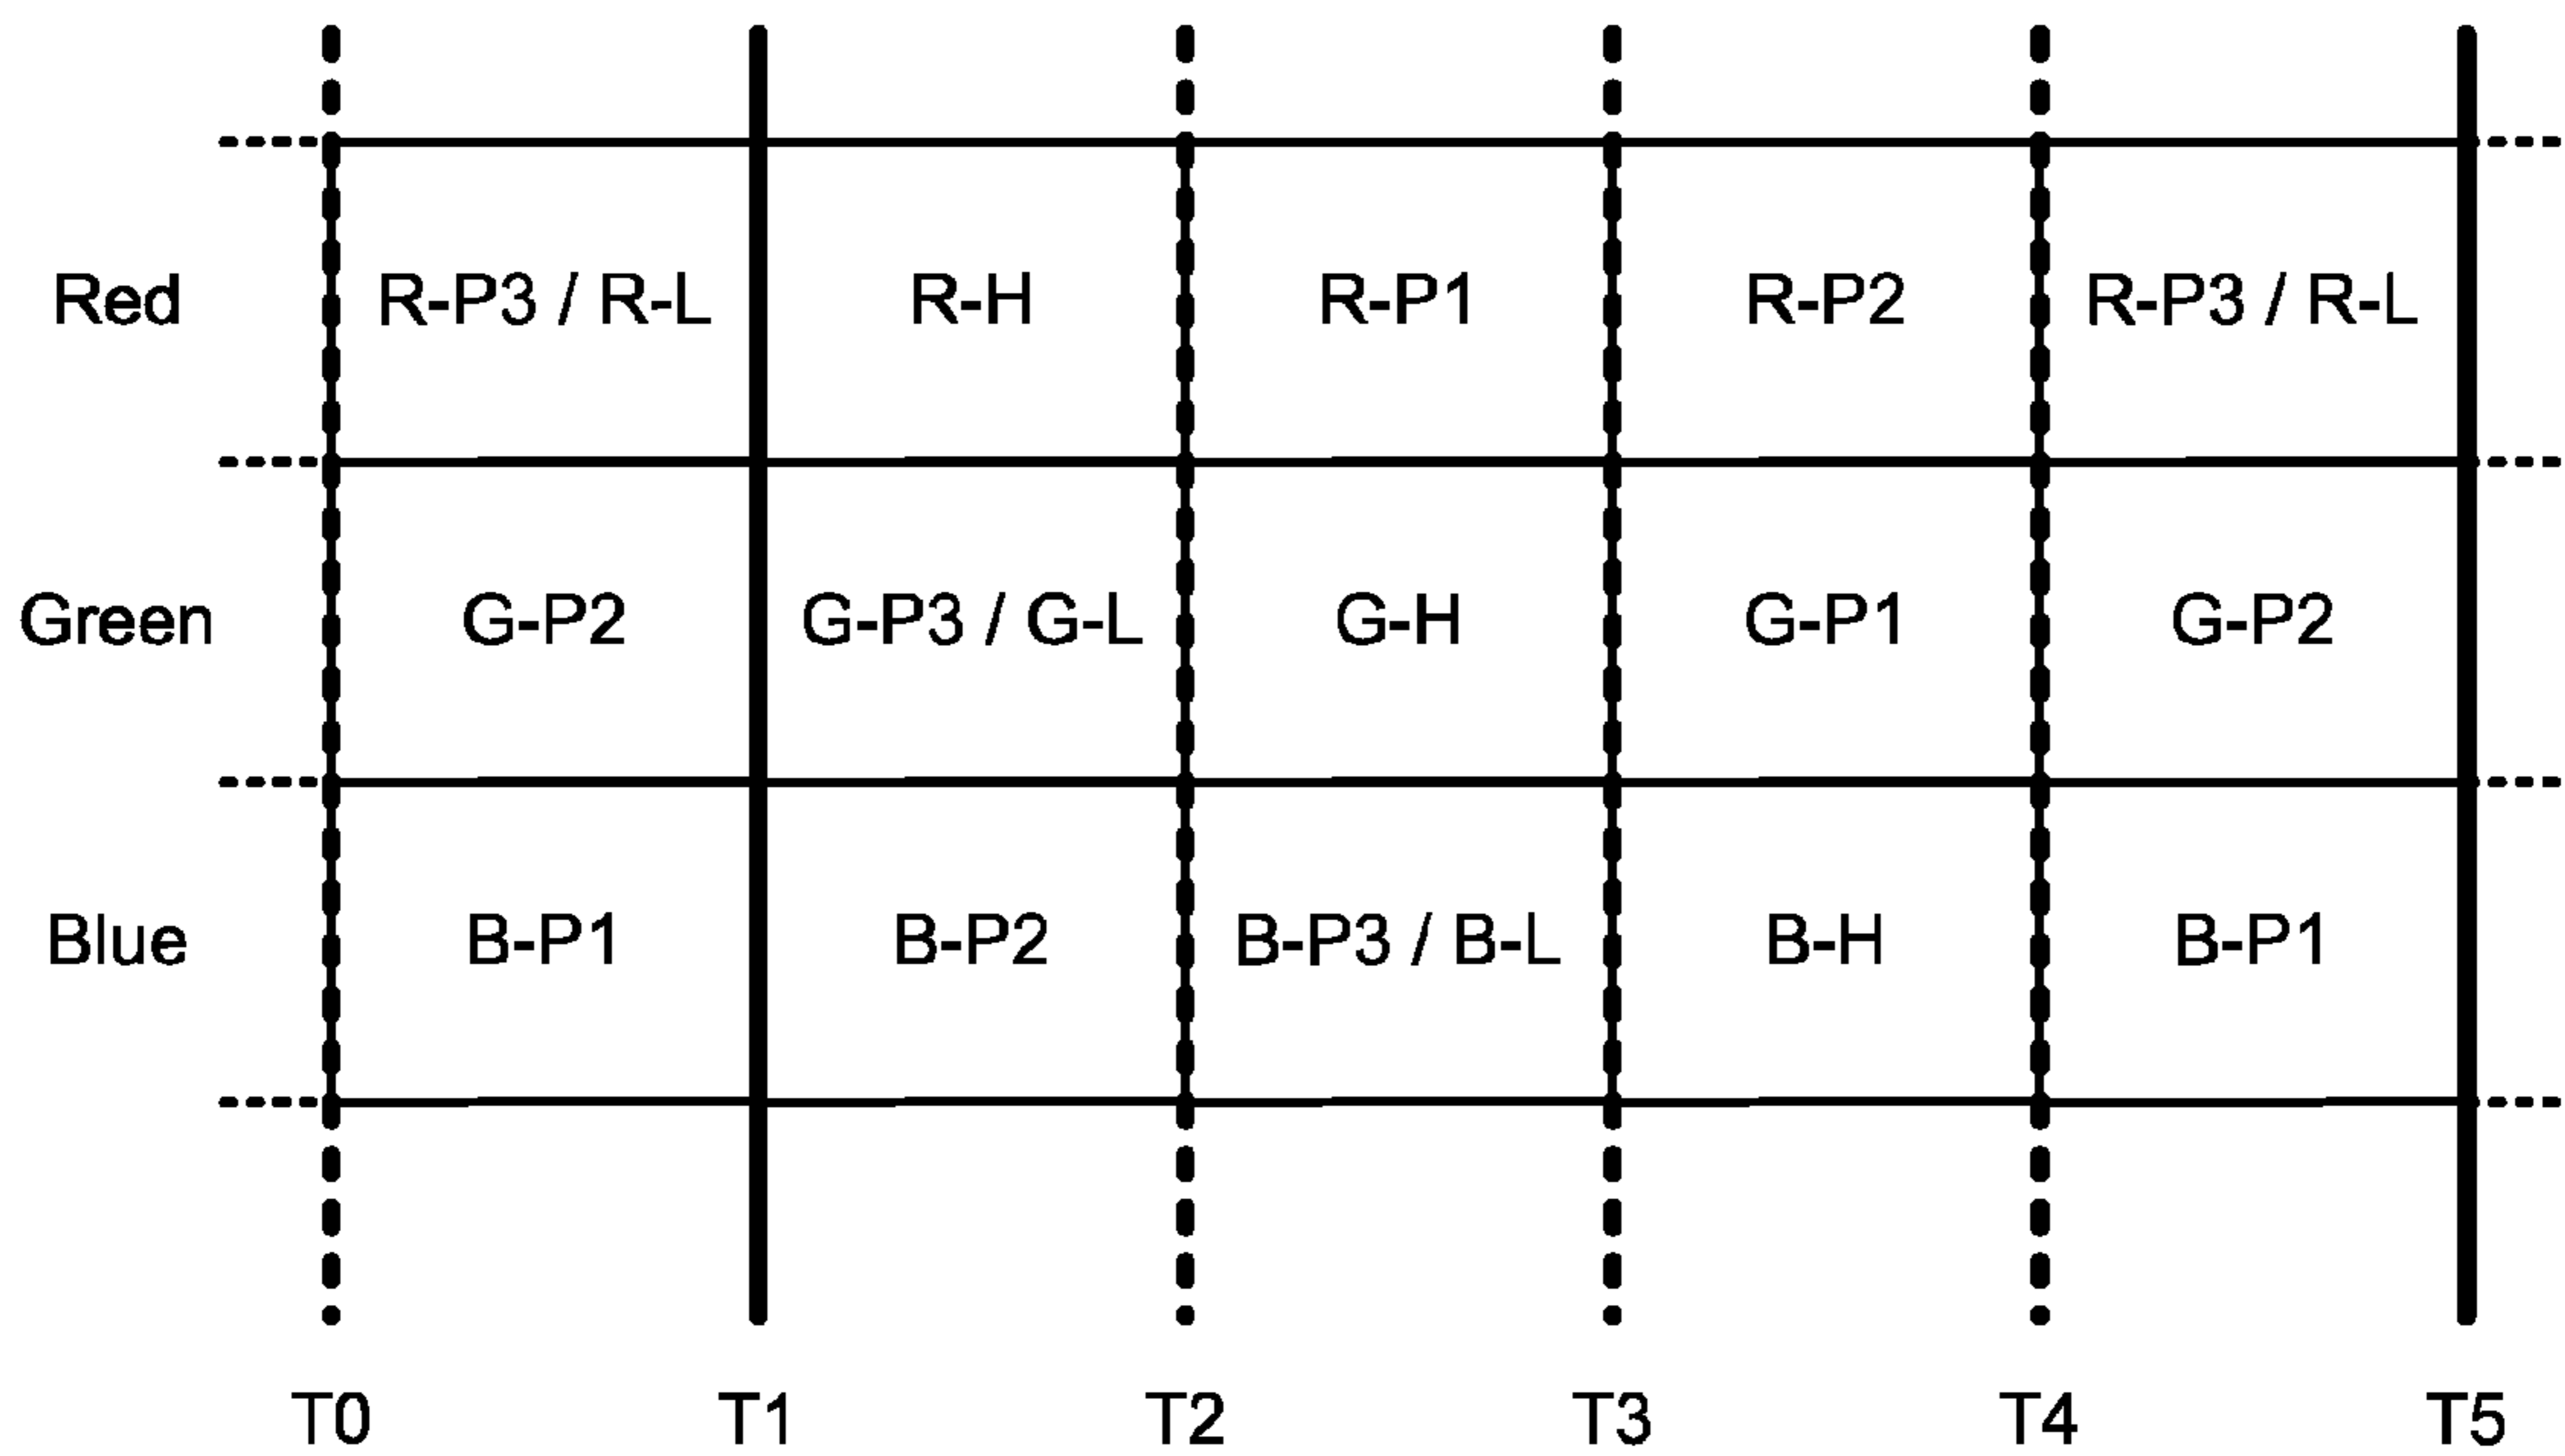 Red R-P3 / R-L R-H R-P1 R-P2 R-P3 / R-L
Green G-P2 G-P3 / G-L G-H G-P1 G-P2
Blue B-P1 B-P2 B-P3 / B-L B-H B-P1
T0 T1 T2 T3 T4 T5